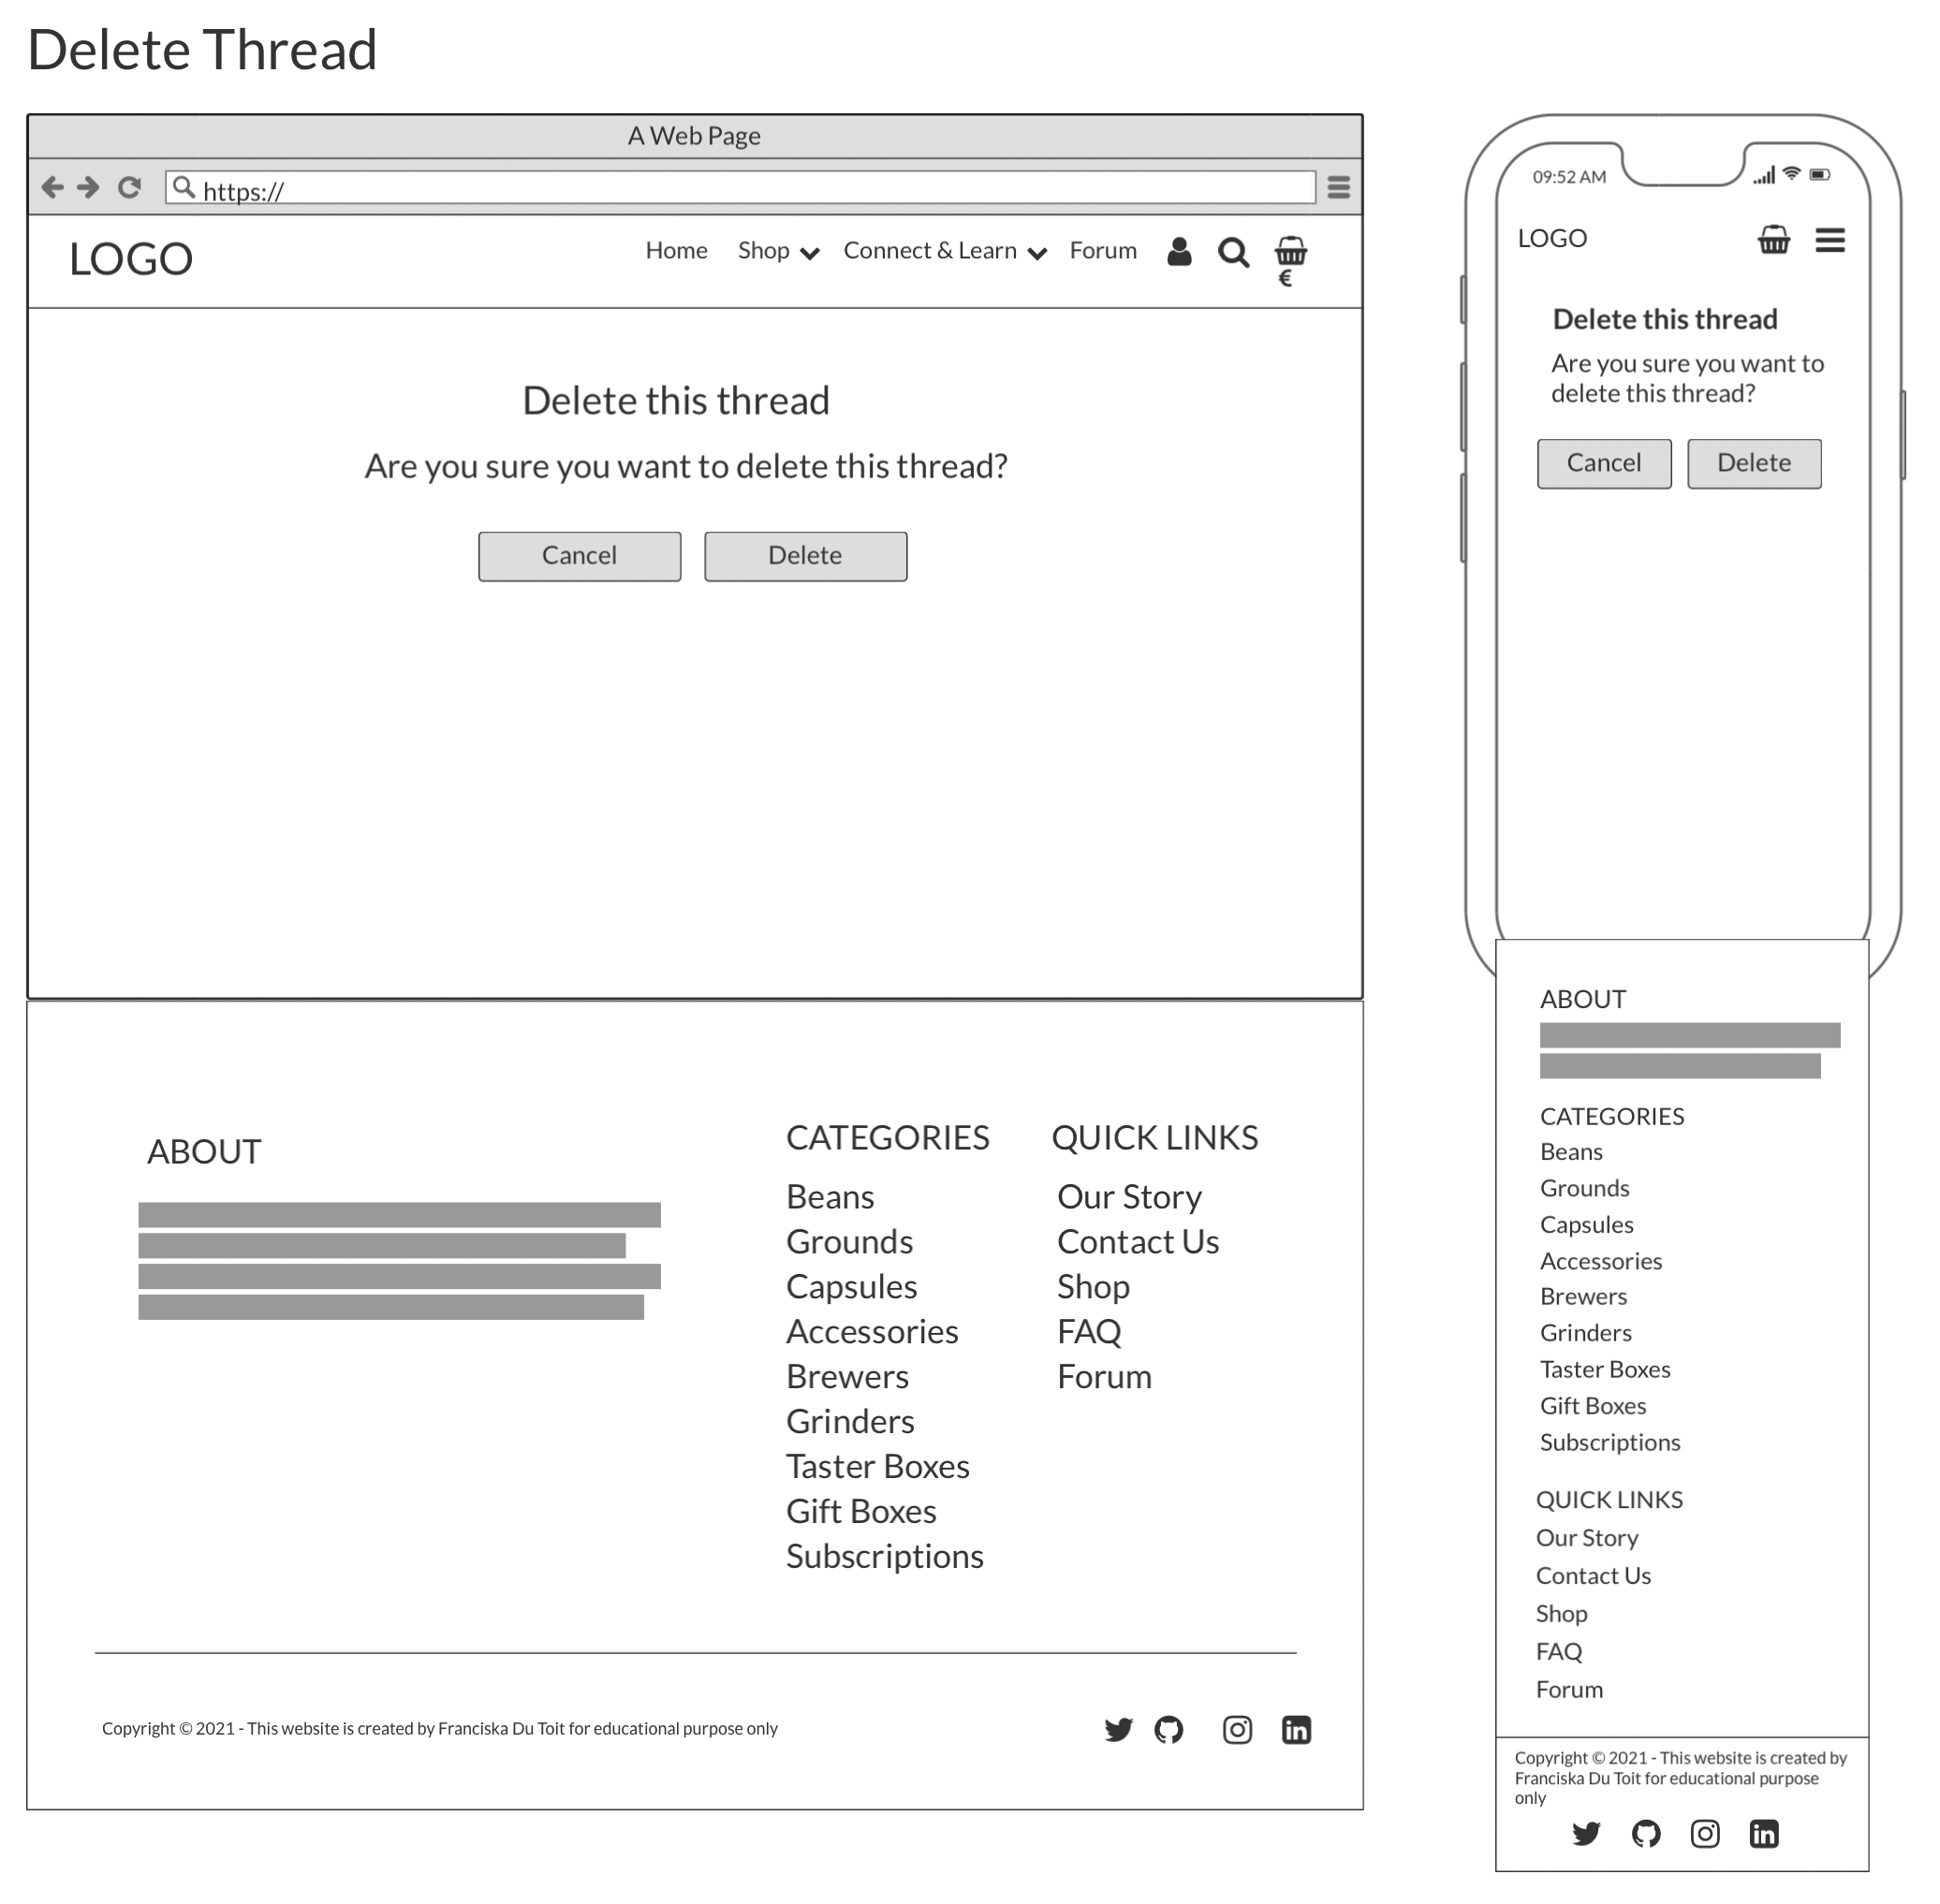 Delete Thread
A Web Page
https://
LOGO
Home Shop Connect & Learn Forum
€
Delete this thread
Are you sure you want to delete this thread?
Cancel Delete
ABOUT
CATEGORIES
Beans
Grounds
Capsules
Accessories
Brewers
Grinders
Taster Boxes
Gift Boxes
Subscriptions
QUICK LINKS
Our Story
Contact Us
Shop
FAQ
Forum
Copyright © 2021 - This website is created by Franciska Du Toit for educational purpose only
09:52 AM
LOGO
Delete this thread
Are you sure you want to
delete this thread?
Cancel Delete
ABOUT
CATEGORIES
Beans
Grounds
Capsules
Accessories
Brewers
Grinders
Taster Boxes
Gift Boxes
Subscriptions
QUICK LINKS
Our Story
Contact Us
Shop
FAQ
Forum
Copyright © 2021 - This website is created by
Franciska Du Toit for educational purpose
only